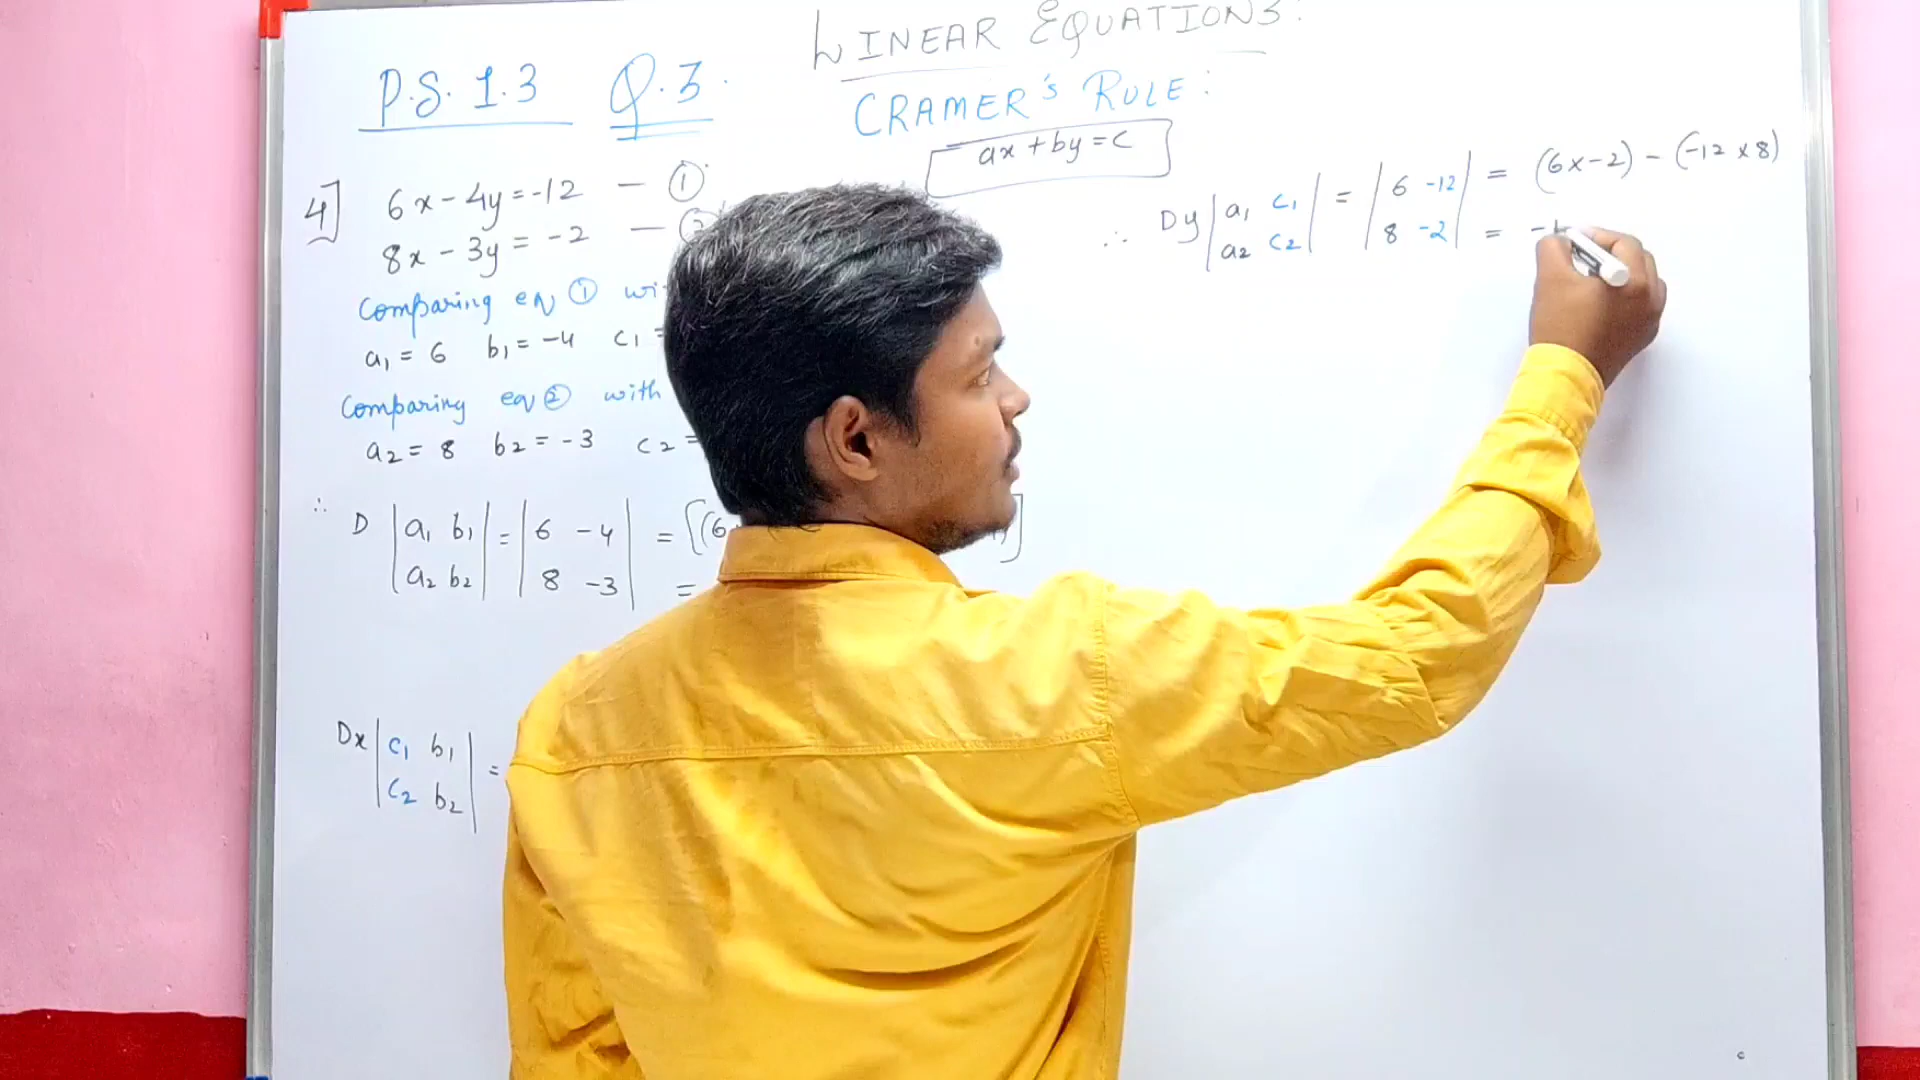 LINEAR EQUATIONS:
P.S. 1.3 Q.3.
CRAMER'S RULE:
ax + by = c
4] 6x - 4y = -12 — ①
8x - 3y = -2 — ②
Comparing eq ①
a₁ = 6 b₁ = -4 c₁ =
Comparing eq ② with
a₂ = 8 b₂ = -3 c₂ =
∴ D |a₁ b₁| = |6 -4| = [(6
|a₂ b₂| |8 -3| =
Dx |c₁ b₁| =
|c₂ b₂|
∴ Dy |a₁ c₁| = |6 -12| = (6x-2) - (-12 x 8)
|a₂ c₂| |8 -2| = -1